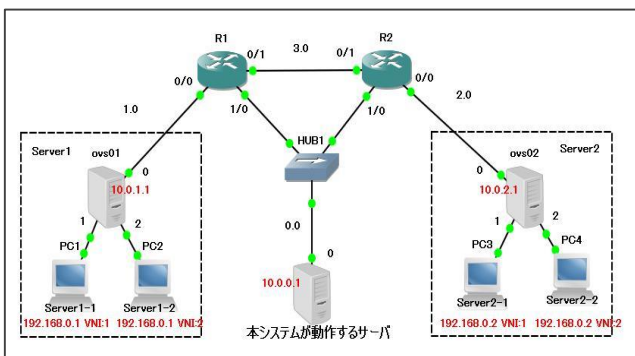 R1
R2
3.0
0/1
0/1
0/0
0/0
1.0
1/0
1/0
2.0
HUB1
Server1
ovs01
0
10.0.1.1
1
2
PC1
PC2
Server1-1
Server1-2
192.168.0.1 VNI:1
192.168.0.1 VNI:2
0.0
0
10.0.0.1
本システムが動作するサーバ
ovs02
Server2
0
10.0.2.1
1
2
PC3
PC4
Server2-1
Server2-2
192.168.0.2 VNI:1
192.168.0.2 VNI:2